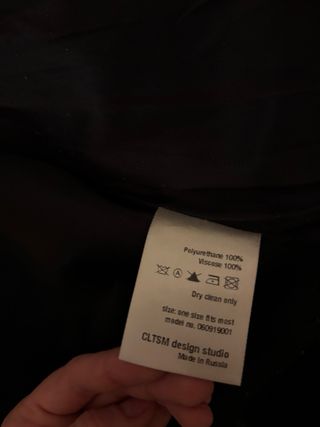 Polyurethane 100%
Viscose 100%
A
Dry clean only
size: one size fits most
model no. 060919001
CLTSM design studio
Made in Russia